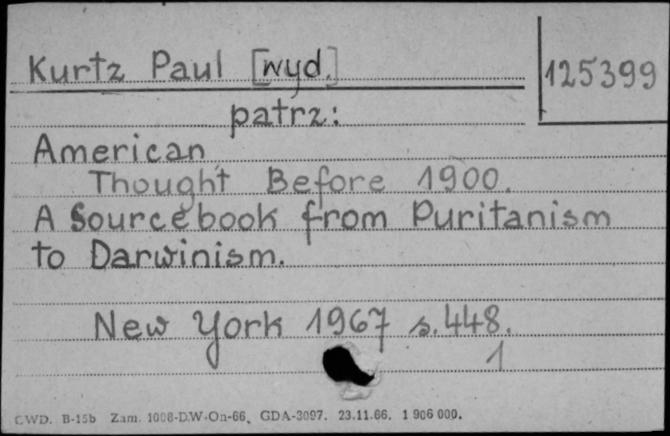 Kurtz Paul [wyd.] 125399
patrz:
American
Thought Before 1900.
A Sourcebook from Puritanism
to Darwinism.
New York 1967 s. 448.
1
CWD. B-15b Zam. 1008-D.W-On-66, GDA-3097. 23.11.66. 1 906 000.